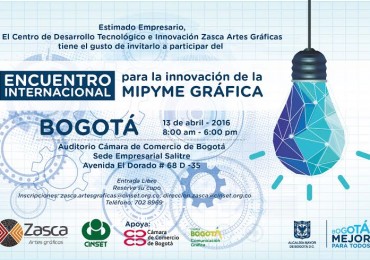 Estimado Empresario,
El Centro de Desarrollo Tecnológico e Innovación Zasca Artes Gráficas
tiene el gusto de invitarlo a participar del
ENCUENTRO
INTERNACIONAL
para la innovación de la
MIPYME GRÁFICA
BOGOTÁ
13 de abril - 2016
8:00 am - 6:00 pm
Auditorio Cámara de Comercio de Bogotá
Sede Empresarial Salitre
Avenida El Dorado # 68 D -35
Entrada Libre
Reserve su cupo
Inscripciones: zasca.artesgraficas@cimset.org, direccion.zasca@cimset.org
Teléfono: 702 8969
Zasca
Artes gráficas
CIMSET
Apoya:
Cámara
de Comercio
de Bogotá
BOGOTÁ
Comunicación
Gráfica
ALCALDÍA MAYOR
DE BOGOTÁ D.C.
BOGOTÁ
MEJOR
PARA TODOS